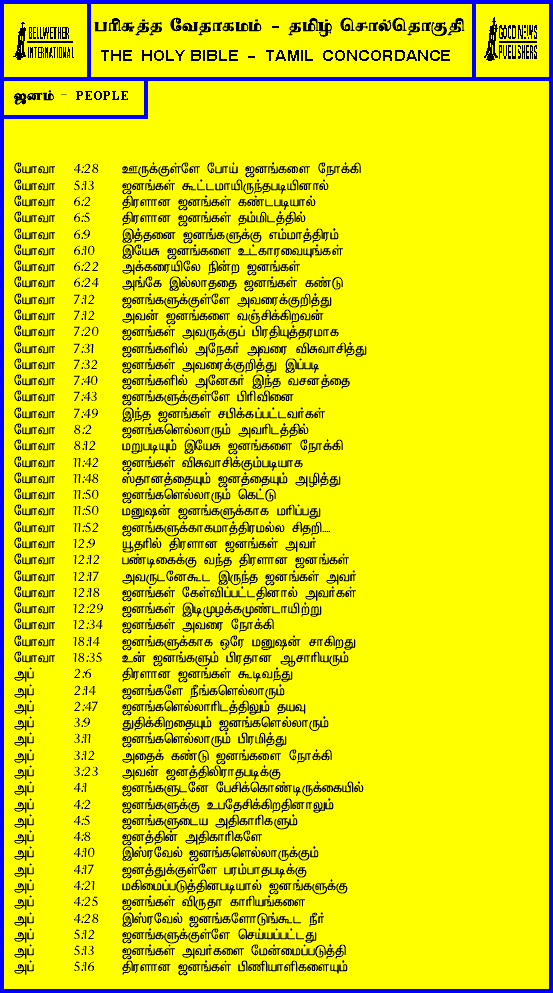 BELLWETHER
INTERNATIONAL
பரிசுத்த வேதாகமம் - தமிழ் சொல்தொகுதி
THE HOLY BIBLE - TAMIL CONCORDANCE
GOOD NEWS
PUBLISHERS
ஜனம் - PEOPLE
யோவா 4:28 ஊருக்குள்ளே போய் ஜனங்களை நோக்கி
யோவா 5:13 ஜனங்கள் கூட்டமாயிருந்தபடியினால்
யோவா 6:2 திரளான ஜனங்கள் கண்டபடியால்
யோவா 6:5 திரளான ஜனங்கள் தம்மிடத்தில்
யோவா 6:9 இத்தனை ஜனங்களுக்கு எம்மாத்திரம்
யோவா 6:10 இயேசு ஜனங்களை உட்காரவையுங்கள்
யோவா 6:22 அக்கரையிலே நின்ற ஜனங்கள்
யோவா 6:24 அங்கே இல்லாததை ஜனங்கள் கண்டு
யோவா 7:12 ஜனங்களுக்குள்ளே அவரைக்குறித்து
யோவா 7:12 அவன் ஜனங்களை வஞ்சிக்கிறவன்
யோவா 7:20 ஜனங்கள் அவருக்குப் பிரதியுத்தரமாக
யோவா 7:31 ஜனங்களில் அநேகர் அவரை விசுவாசித்து
யோவா 7:32 ஜனங்கள் அவரைக்குறித்து இப்படி
யோவா 7:40 ஜனங்களில் அனேகர் இந்த வசனத்தை
யோவா 7:43 ஜனங்களுக்குள்ளே பிரிவினை
யோவா 7:49 இந்த ஜனங்கள் சபிக்கப்பட்டவர்கள்
யோவா 8:2 ஜனங்களெல்லாரும் அவரிடத்தில்
யோவா 8:12 மறுபடியும் இயேசு ஜனங்களை நோக்கி
யோவா 11:42 ஜனங்கள் விசுவாசிக்கும்படியாக
யோவா 11:48 ஸ்தானத்தையும் ஜனத்தையும் அழித்து
யோவா 11:50 ஜனங்களெல்லாரும் கெட்டு
யோவா 11:50 மனுஷன் ஜனங்களுக்காக மரிப்பது
யோவா 11:52 ஜனங்களுக்காகமாத்திரமல்ல சிதறி.....
யோவா 12:9 யூதரில் திரளான ஜனங்கள் அவர்
யோவா 12:12 பண்டிகைக்கு வந்த திரளான ஜனங்கள்
யோவா 12:17 அவருடனேகூட இருந்த ஜனங்கள் அவர்
யோவா 12:18 ஜனங்கள் கேள்விப்பட்டதினால் அவர்கள்
யோவா 12:29 ஜனங்கள் இடிமுழக்கமுண்டாயிற்று
யோவா 12:34 ஜனங்கள் அவரை நோக்கி
யோவா 18:14 ஜனங்களுக்காக ஒரே மனுஷன் சாகிறது
யோவா 18:35 உன் ஜனங்களும் பிரதான ஆசாரியரும்
அப் 2:6 திரளான ஜனங்கள் கூடிவந்து
அப் 2:14 ஜனங்களே நீங்களெல்லாரும்
அப் 2:47 ஜனங்களெல்லாரிடத்திலும் தயவு
அப் 3:9 துதிக்கிறதையும் ஜனங்களெல்லாரும்
அப் 3:11 ஜனங்களெல்லாரும் பிரமித்து
அப் 3:12 அதைக் கண்டு ஜனங்களை நோக்கி
அப் 3:23 அவன் ஜனத்திலிராதபடிக்கு
அப் 4:1 ஜனங்களுடனே பேசிக்கொண்டிருக்கையில்
அப் 4:2 ஜனங்களுக்கு உபதேசிக்கிறதினாலும்
அப் 4:5 ஜனங்களுடைய அதிகாரிகளும்
அப் 4:8 ஜனத்தின் அதிகாரிகளே
அப் 4:10 இஸ்ரவேல் ஜனங்களெல்லாருக்கும்
அப் 4:17 ஜனத்துக்குள்ளே பரம்பாதபடிக்கு
அப் 4:21 மகிமைப்படுத்தினபடியால் ஜனங்களுக்கு
அப் 4:25 ஜனங்கள் விருதா காரியங்களை
அப் 4:28 இஸ்ரவேல் ஜனங்களோடுங்கூட நீர்
அப் 5:12 ஜனங்களுக்குள்ளே செய்யப்பட்டது
அப் 5:13 ஜனங்கள் அவர்களை மேன்மைப்படுத்தி
அப் 5:16 திரளான ஜனங்கள் பிணியாளிகளையும்